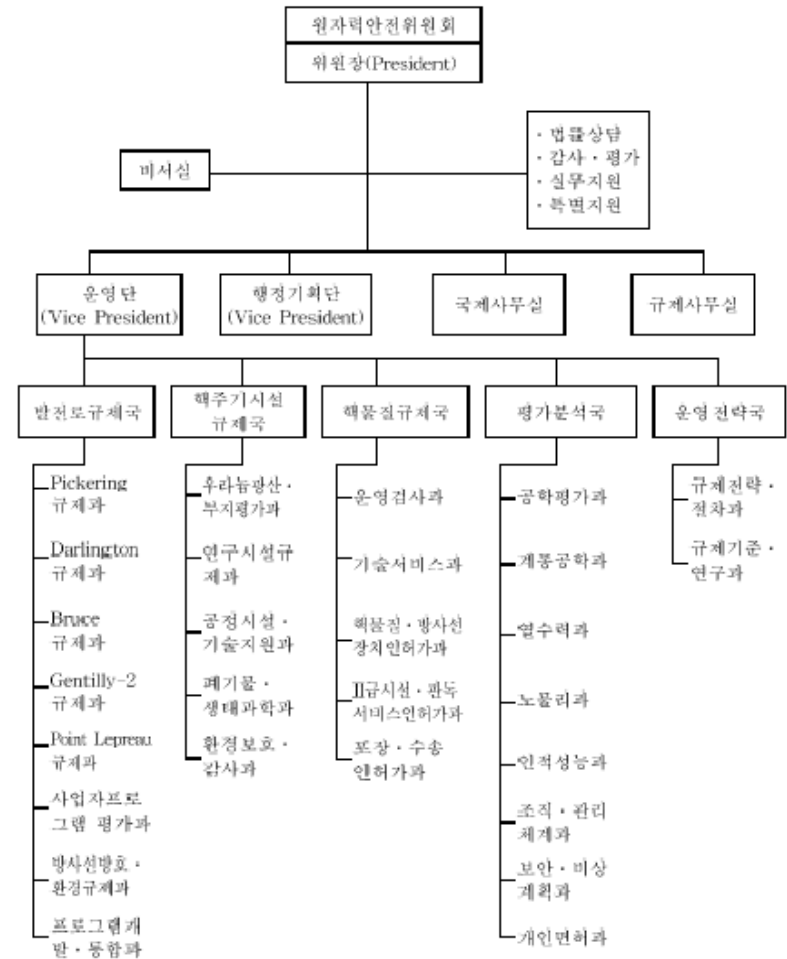 원자력안전위원회
위원장(President)
비서실
· 법률상담
· 감사 · 평가
· 실무지원
· 특별지원
운영단
(Vice President)
행정기획단
(Vice President)
국제사무실
규제사무실
발전로규제국
핵주기시설
규제국
핵물질규제국
평가분석국
운영전략국
Pickering
규제과
Darlington
규제과
Bruce
규제과
Gentilly-2
규제과
Point Lepreau
규제과
사업자프로
그램 평가과
방사선방호 ·
환경규제과
프로그램개
발 · 통합과
우라늄광산 ·
부지평가과
연구시설규
제과
공정시설 ·
기술지원과
폐기물 ·
생태과학과
환경보호 ·
감사과
운영검사과
기술서비스과
핵물질 · 방사선
장치인허가과
II급시설 · 판독
서비스인허가과
포장 · 수송
인허가과
공학평가과
계통공학과
열수력과
노물리과
인적성능과
조직 · 관리
체계과
보안 · 비상
계획과
개인면허과
규제전략 ·
절차과
규제기준 ·
연구과